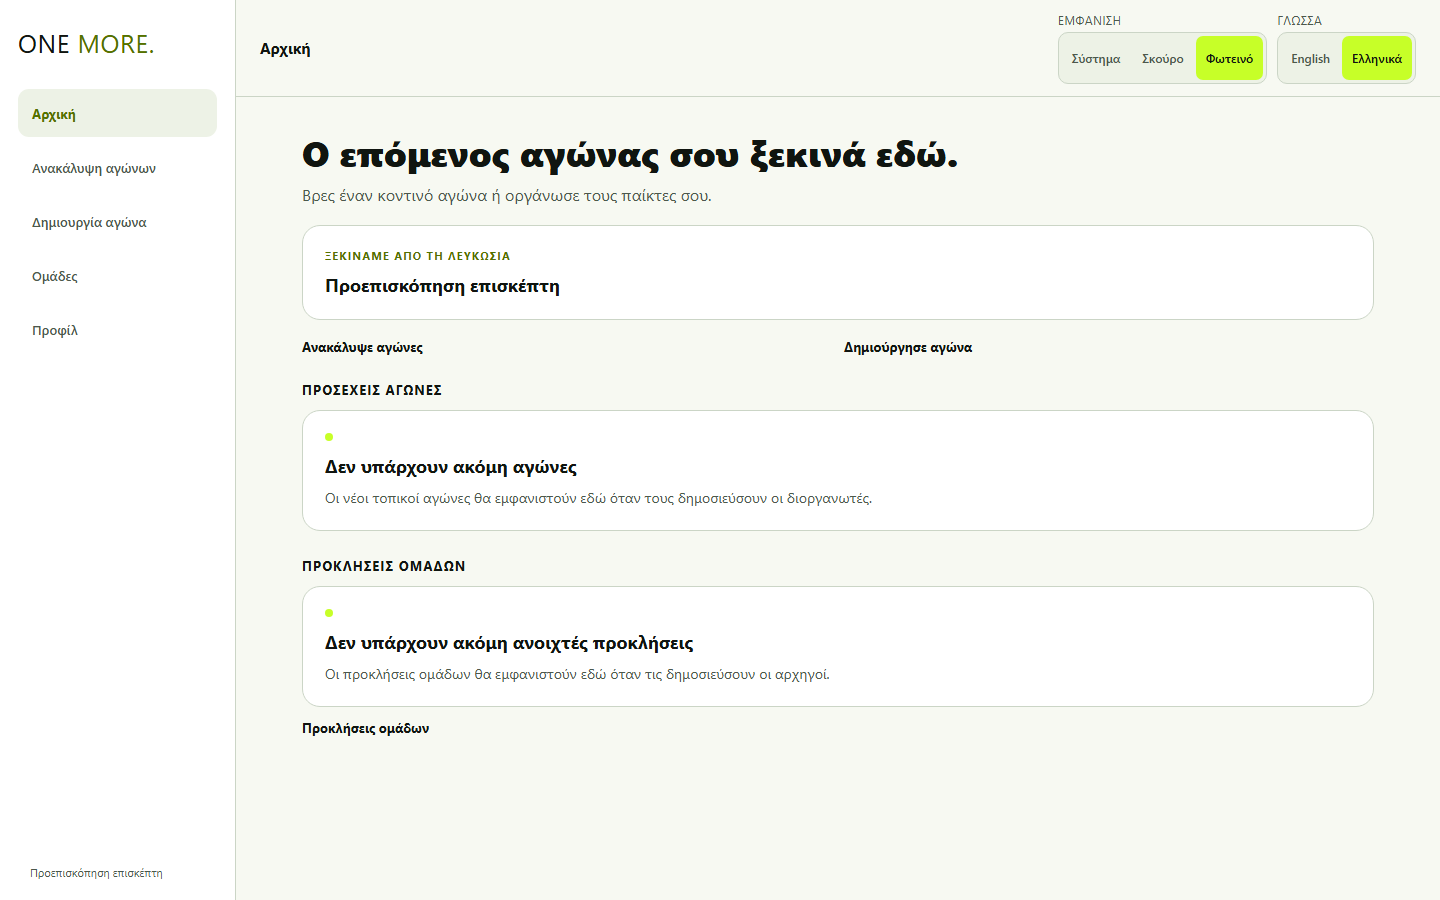 ONE MORE.
Αρχική
Ανακάλυψη αγώνων
Δημιουργία αγώνα
Ομάδες
Προφίλ
Προεπισκόπηση επισκέπτη
Αρχική
ΕΜΦΑΝΙΣΗ
Σύστημα Σκούρο Φωτεινό
ΓΛΩΣΣΑ
English Ελληνικά
Ο επόμενος αγώνας σου ξεκινά εδώ.
Βρες έναν κοντινό αγώνα ή οργάνωσε τους παίκτες σου.
ΞΕΚΙΝΑΜΕ ΑΠΟ ΤΗ ΛΕΥΚΩΣΙΑ
Προεπισκόπηση επισκέπτη
Ανακάλυψε αγώνες
Δημιούργησε αγώνα
ΠΡΟΣΕΧΕΙΣ ΑΓΩΝΕΣ
Δεν υπάρχουν ακόμη αγώνες
Οι νέοι τοπικοί αγώνες θα εμφανιστούν εδώ όταν τους δημοσιεύσουν οι διοργανωτές.
ΠΡΟΚΛΗΣΕΙΣ ΟΜΑΔΩΝ
Δεν υπάρχουν ακόμη ανοιχτές προκλήσεις
Οι προκλήσεις ομάδων θα εμφανιστούν εδώ όταν τις δημοσιεύσουν οι αρχηγοί.
Προκλήσεις ομάδων